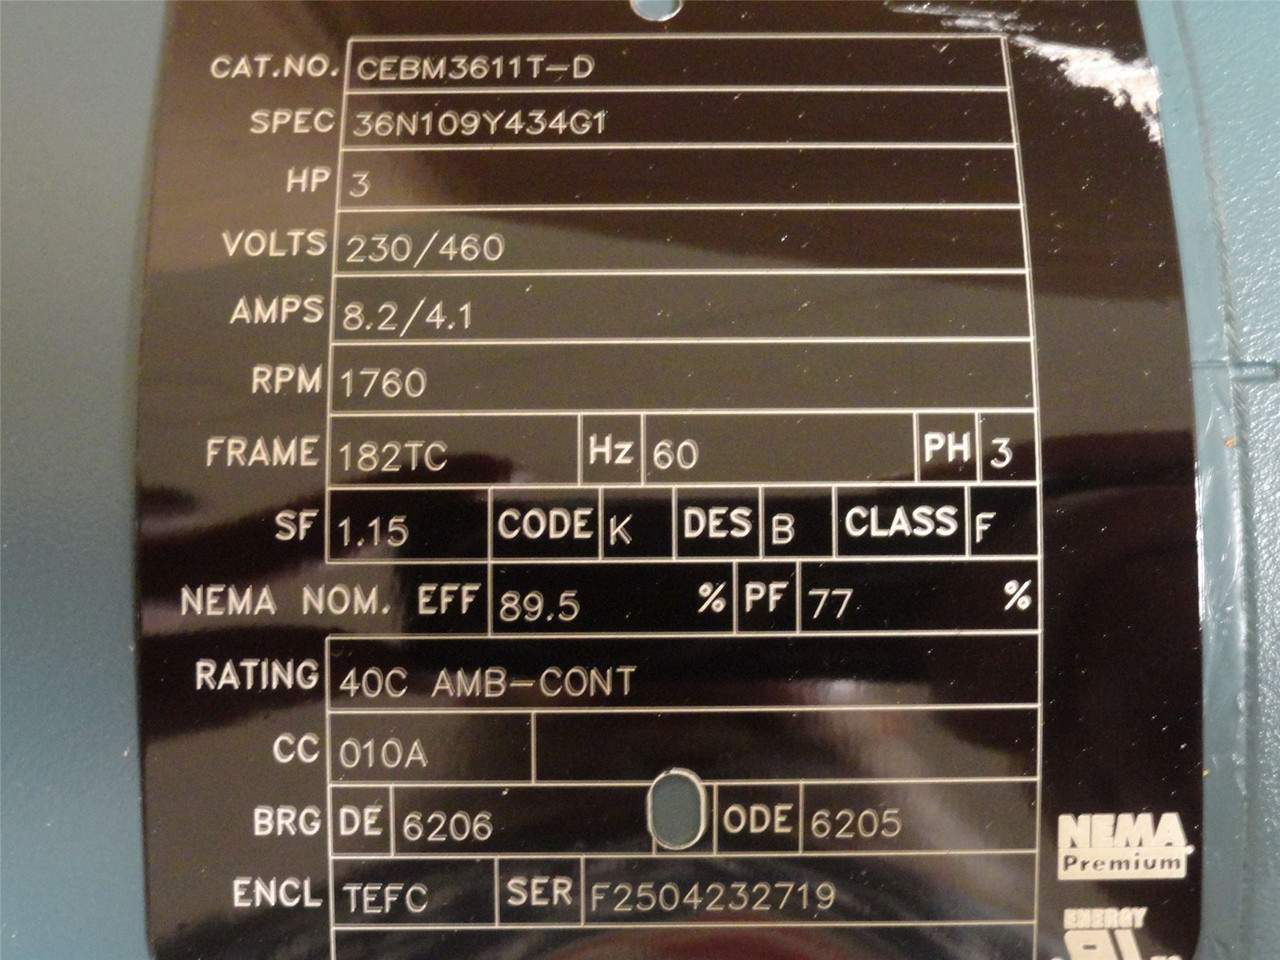 CAT.NO. CEBM3611T-D
SPEC 36N109Y434G1
HP 3
VOLTS 230/460
AMPS 8.2/4.1
RPM 1760
FRAME 182TC Hz 60 PH 3
SF 1.15 CODE K DES B CLASS F
NEMA NOM. EFF 89.5 % PF 77 %
RATING 40C AMB-CONT
CC 010A
BRG DE 6206 ODE 6205
NEMA
Premium
ENCL TEFC SER F2504232719
ENERGY